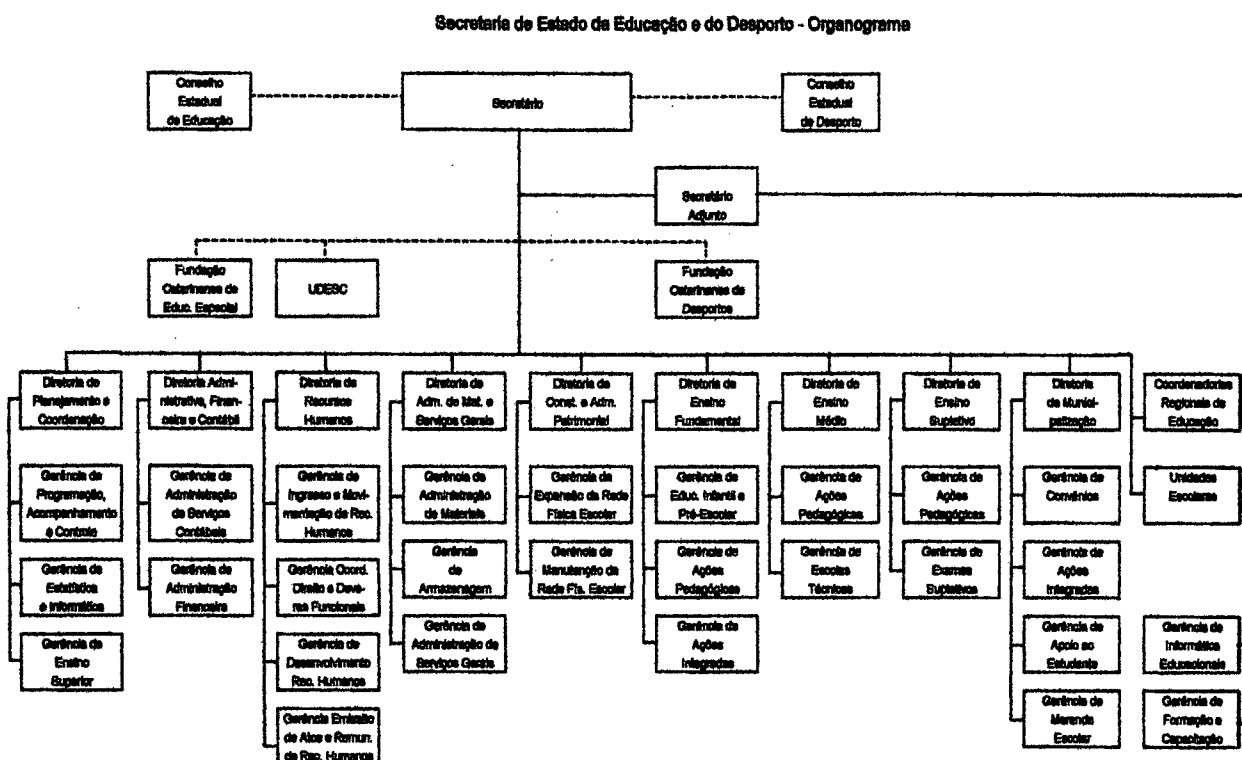 Secretaria de Estado da Educação e do Desporto - Organograma
Conselho
Estadual
de Educação
Secretário
Conselho
Estadual
de Desporto
Secretário
Adjunto
Fundação
Catarinense de
Educ. Especial
UDESC
Fundação
Catarinense de
Desportos
Diretoria de
Planejamento e
Coordenação
Diretoria Admi-
nistrativa, Finan-
ceira e Contábil
Diretoria de
Recursos
Humanos
Diretoria de
Adm. de Mat. e
Serviços Gerais
Diretoria de
Const. e Adm.
Patrimonial
Diretoria de
Ensino
Fundamental
Diretoria de
Ensino
Médio
Diretoria de
Ensino
Supletivo
Diretoria
de Munici-
palização
Coordenadorias
Regionais de
Educação
Gerência de
Programação,
Acompanhamento
e Controle
Gerência de
Administração
de Serviços
Contábeis
Gerência de
Ingresso e Movi-
mentação de Rec.
Humanos
Gerência de
Administração
de Materiais
Gerência de
Expansão da Rede
Física Escolar
Gerência de
Educ. Infantil e
Pré-Escolar
Gerência de
Ações
Pedagógicas
Gerência de
Ações
Pedagógicas
Gerência de
Convênios
Unidades
Escolares
Gerência de
Estatística
e Informática
Gerência de
Administração
Financeira
Gerência Coord.
Direito e Deve-
res Funcionais
Gerência
de
Armazenagem
Gerência de
Manutenção da
Rede Fís. Escolar
Gerência de
Ações
Pedagógicas
Gerência de
Escolas
Técnicas
Gerência de
Exames
Supletivos
Gerência de
Ações
Integradas
Gerência de
Ensino
Superior
Gerência de
Desenvolvimento
Rec. Humanos
Gerência de
Administração de
Serviços Gerais
Gerência de
Ações
Integradas
Gerência de
Apoio ao
Estudante
Gerência de
Informática
Educacionais
Gerência Emissão
de Atos e Remun.
de Rec. Humanos
Gerência de
Merenda
Escolar
Gerência de
Formação e
Capacitação